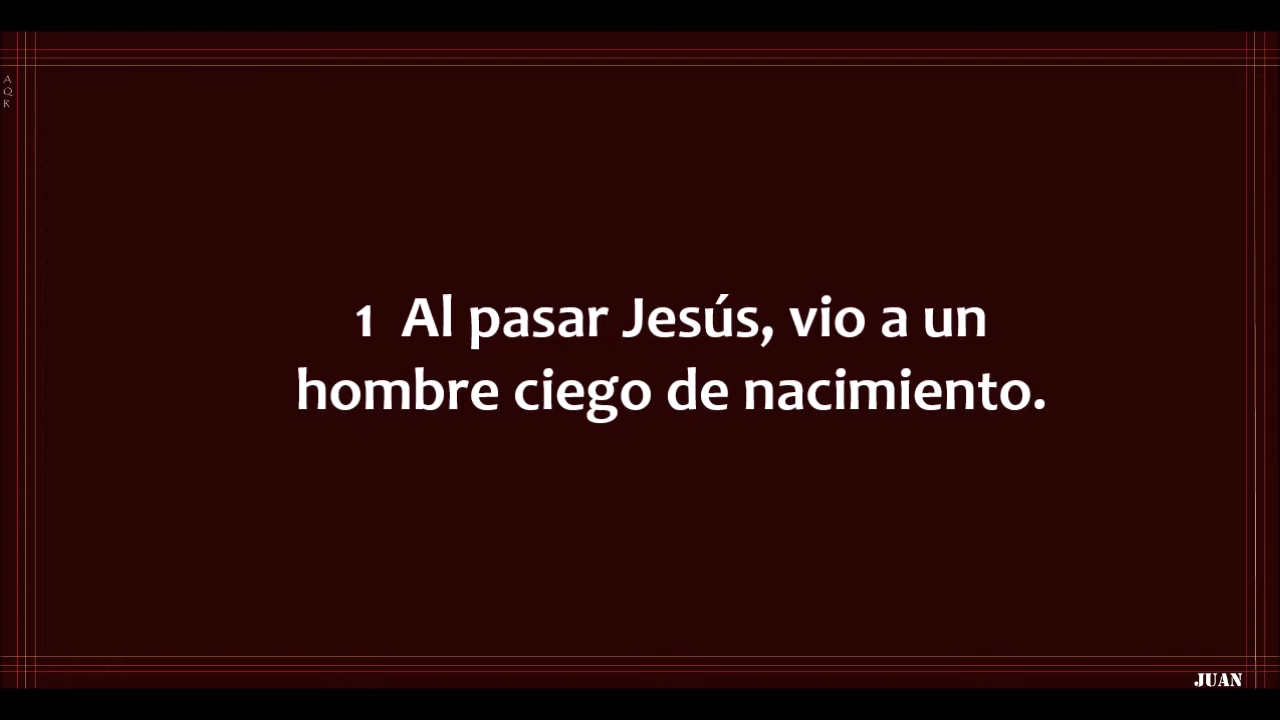 A
Q
K
1 Al pasar Jesús, vio a un
hombre ciego de nacimiento.
JUAN